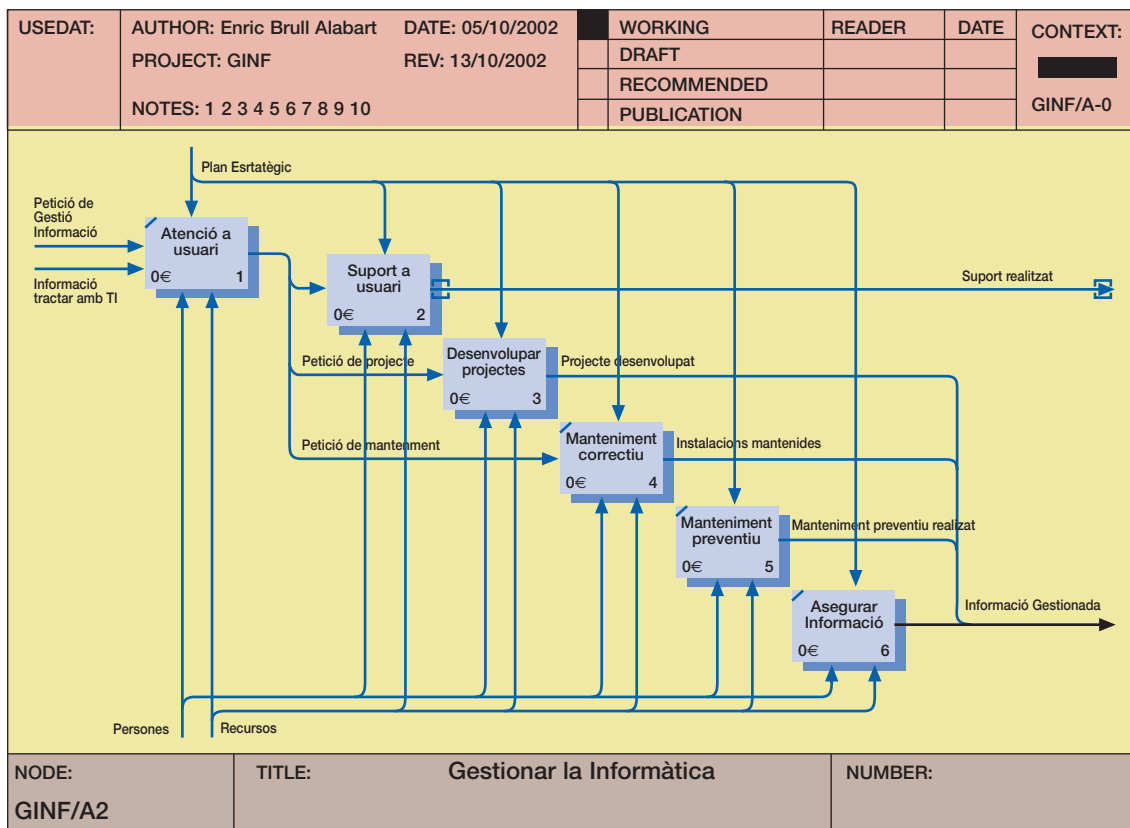 USEDAT:
AUTHOR: Enric Brull Alabart
DATE: 05/10/2002
PROJECT: GINF
REV: 13/10/2002
NOTES: 1 2 3 4 5 6 7 8 9 10
WORKING
READER
DATE
DRAFT
RECOMMENDED
PUBLICATION
CONTEXT:
GINF/A-0
Plan Esrtatègic
Petició de
Gestió
Informació
Informació
tractar amb TI
Atenció a
usuari
0€ 1
Suport a
usuari
0€ 2
Suport realitzat
Petició de projecte
Desenvolupar
projectes
0€ 3
Projecte desenvolupat
Petició de mantenment
Manteniment
correctiu
0€ 4
Instalacions mantenides
Manteniment
preventiu
0€ 5
Manteniment preventiu realizat
Asegurar
Informació
0€ 6
Informació Gestionada
Persones
Recursos
NODE:
GINF/A2
TITLE:
Gestionar la Informàtica
NUMBER: